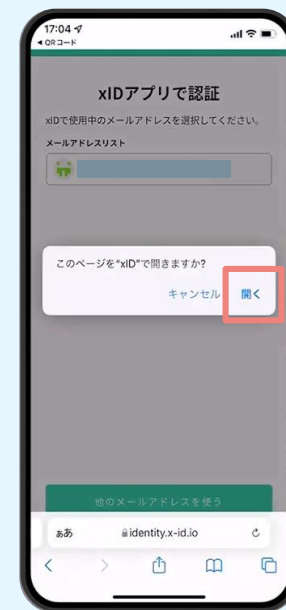 17:04
◀ QRコード
xIDアプリで認証
xIDで使用中のメールアドレスを選択してください。
メールアドレスリスト
このページを"xID"で開きますか?
キャンセル 開く
他のメールアドレスを使う
ぁあ identity.x-id.io